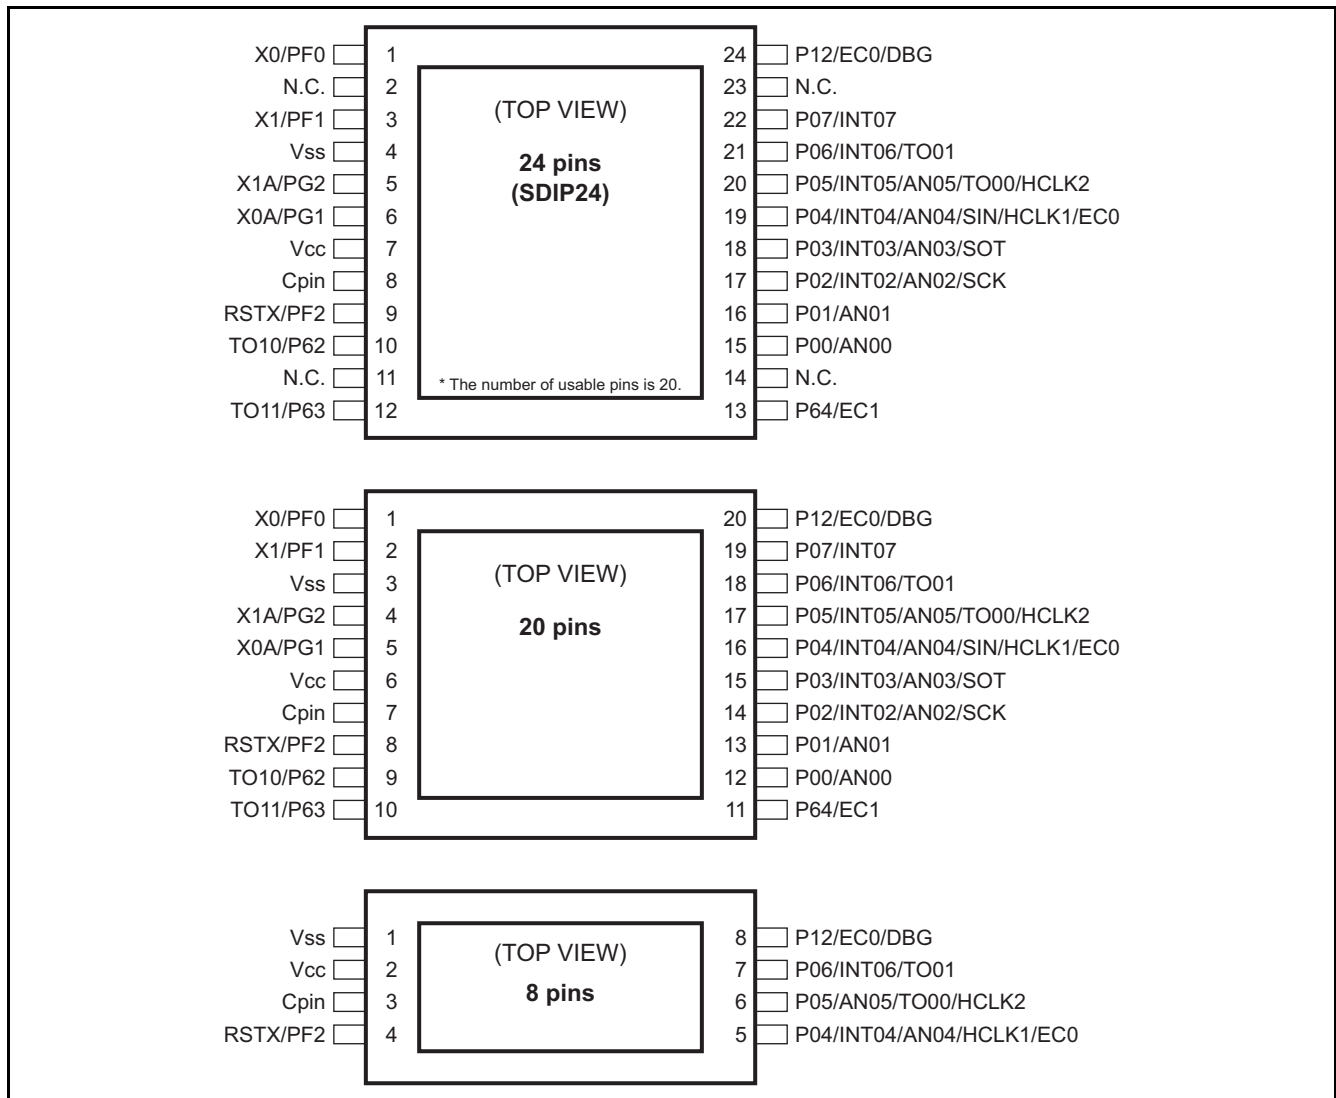 X0/PF0 1 24 P12/EC0/DBG
N.C. 2 23 N.C.
X1/PF1 3 (TOP VIEW) 22 P07/INT07
Vss 4 24 pins 21 P06/INT06/TO01
X1A/PG2 5 (SDIP24) 20 P05/INT05/AN05/TO00/HCLK2
X0A/PG1 6 19 P04/INT04/AN04/SIN/HCLK1/EC0
Vcc 7 18 P03/INT03/AN03/SOT
Cpin 8 17 P02/INT02/AN02/SCK
RSTX/PF2 9 16 P01/AN01
TO10/P62 10 15 P00/AN00
N.C. 11 * The number of usable pins is 20. 14 N.C.
TO11/P63 12 13 P64/EC1
X0/PF0 1 20 P12/EC0/DBG
X1/PF1 2 19 P07/INT07
Vss 3 (TOP VIEW) 18 P06/INT06/TO01
X1A/PG2 4 20 pins 17 P05/INT05/AN05/TO00/HCLK2
X0A/PG1 5 16 P04/INT04/AN04/SIN/HCLK1/EC0
Vcc 6 15 P03/INT03/AN03/SOT
Cpin 7 14 P02/INT02/AN02/SCK
RSTX/PF2 8 13 P01/AN01
TO10/P62 9 12 P00/AN00
TO11/P63 10 11 P64/EC1
Vss 1 (TOP VIEW) 8 P12/EC0/DBG
Vcc 2 7 P06/INT06/TO01
Cpin 3 8 pins 6 P05/AN05/TO00/HCLK2
RSTX/PF2 4 5 P04/INT04/AN04/HCLK1/EC0